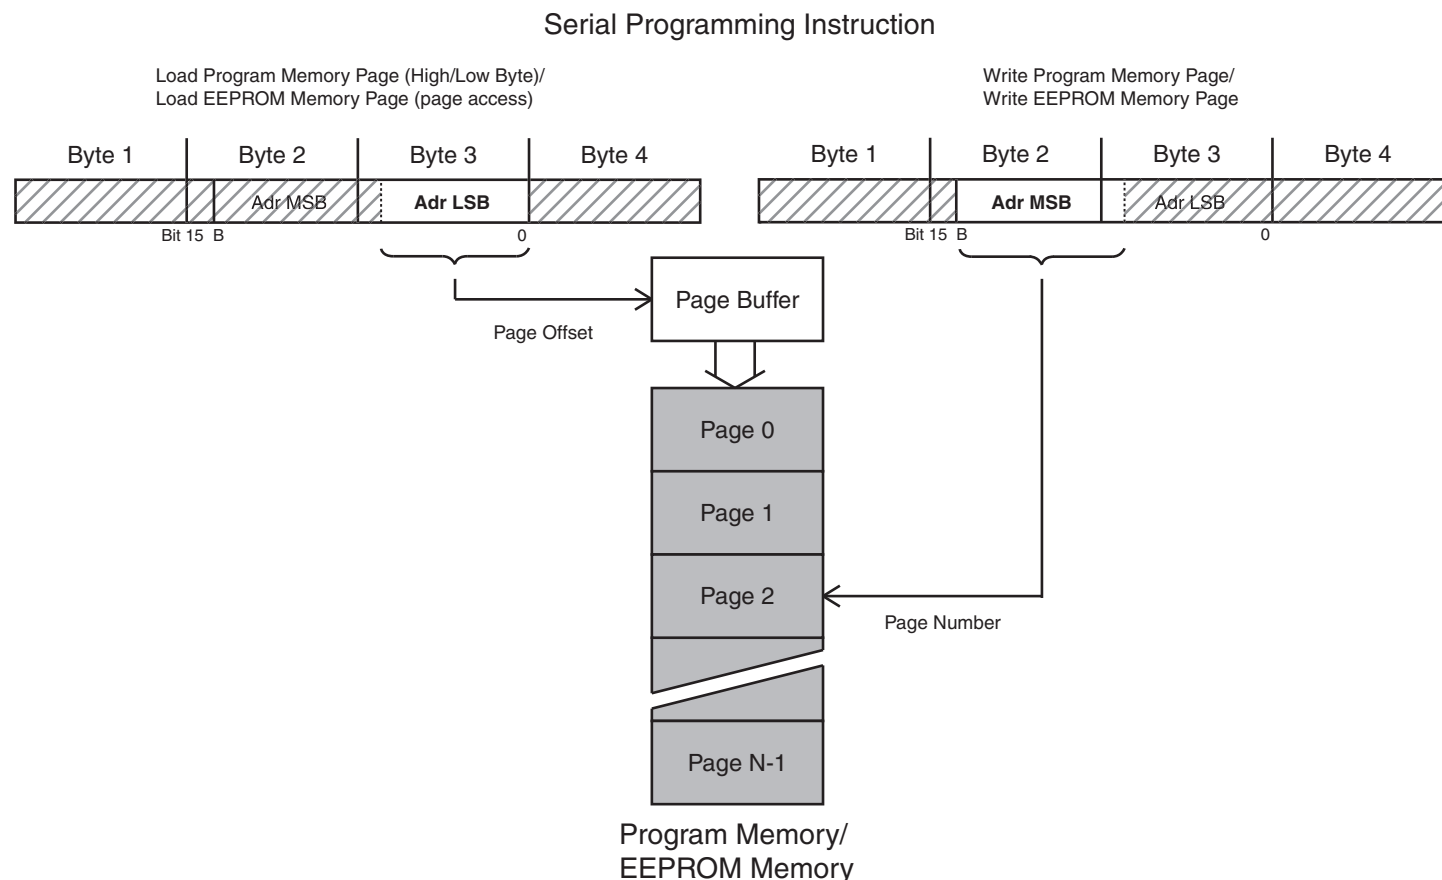 Serial Programming Instruction
Load Program Memory Page (High/Low Byte)/
Load EEPROM Memory Page (page access)
Write Program Memory Page/
Write EEPROM Memory Page
Byte 1 Byte 2 Byte 3 Byte 4
Adr MSB Adr LSB
Bit 15 B 0
Byte 1 Byte 2 Byte 3 Byte 4
Adr MSB Adr LSB
Bit 15 B 0
Page Buffer
Page Offset
Page 0
Page 1
Page 2
Page Number
Page N-1
Program Memory/
EEPROM Memory